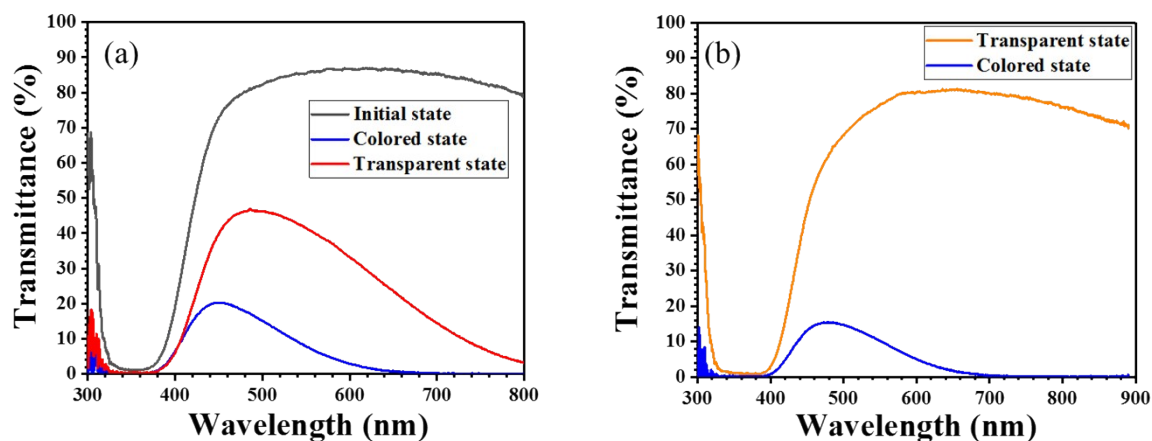 (a)
Transmittance (%)
100
90
80
70
60
50
40
30
20
10
0
Initial state
Colored state
Transparent state
300 400 500 600 700 800
Wavelength (nm)
(b)
Transmittance (%)
100
90
80
70
60
50
40
30
20
10
0
Transparent state
Colored state
300 400 500 600 700 800 900
Wavelength (nm)